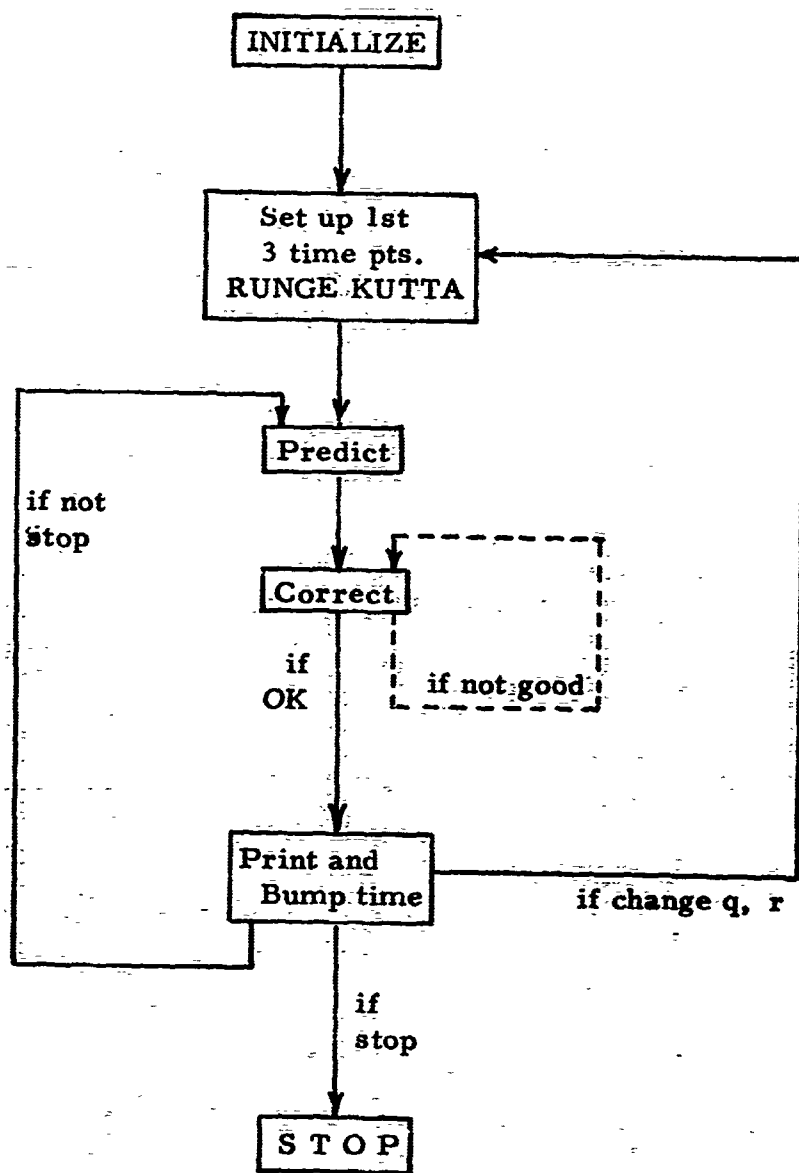 INITIALIZE
Set up 1st
3 time pts.
RUNGE KUTTA
Predict
if not
stop
Correct
if
OK
if not good
Print and
Bump time
if change q, r
if
stop
S T O P